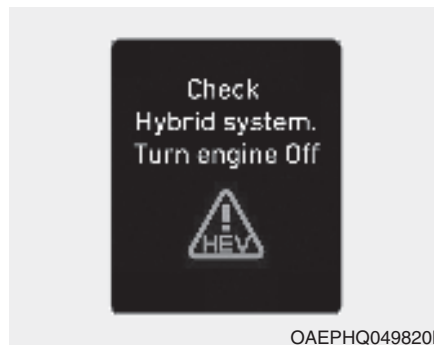 Check
Hybrid system.
Turn engine Off
HEV
OAEPHQ049820